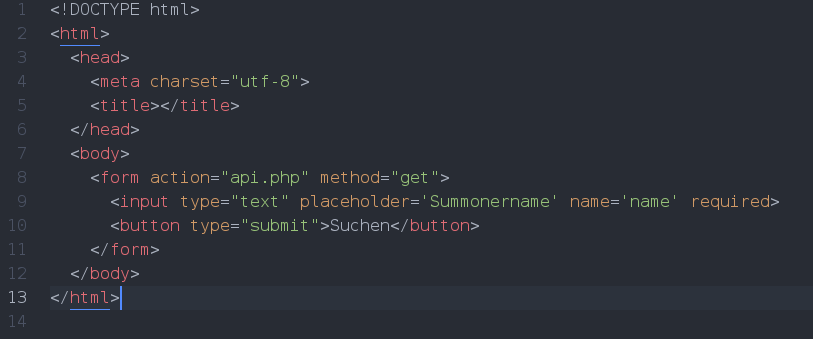 1 <!DOCTYPE html>
2 <html>
3   <head>
4     <meta charset="utf-8">
5     <title></title>
6   </head>
7   <body>
8     <form action="api.php" method="get">
9       <input type="text" placeholder='Summonername' name='name' required>
10       <button type="submit">Suchen</button>
11     </form>
12   </body>
13 </html>
14